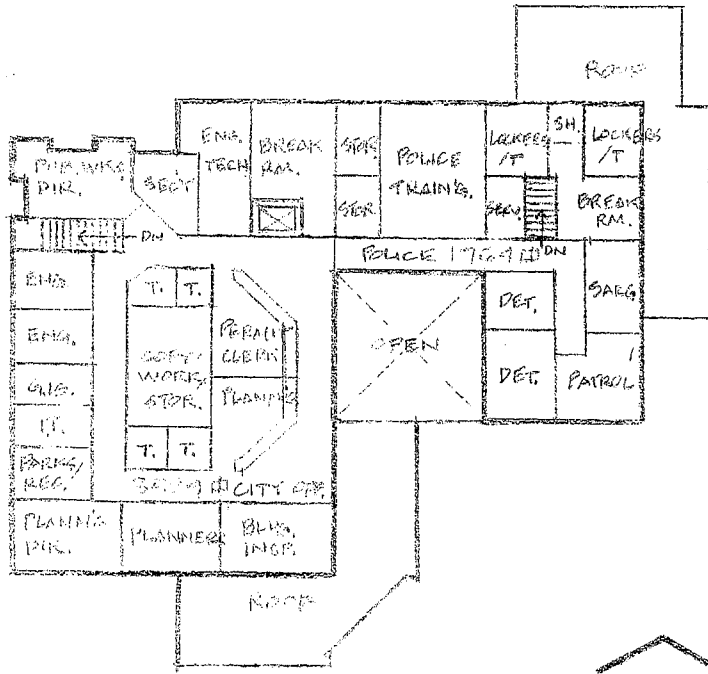 ROOF
PUB. WKS.
DIR.
SEC'T
ENG.
TECH
BREAK
RM.
STOR.
STOR.
POLICE
TRAIN'G.
LOCKERS
/T
SH.
LOCKERS
/T
SERV.
BREAK
RM.
DN
DN
POLICE 1769
ENG.
ENG.
T.
T.
PERMIT
CLERK
COPY/
WORK/
STOR.
PLANN'G
OPEN
DET.
DET.
SARG
PATROL
I.T.
PARKS/
REC.
T.
T.
CITY OFF.
PLANN'G
DIR.
PLANNERS
BLDG.
INSP.
ROOF